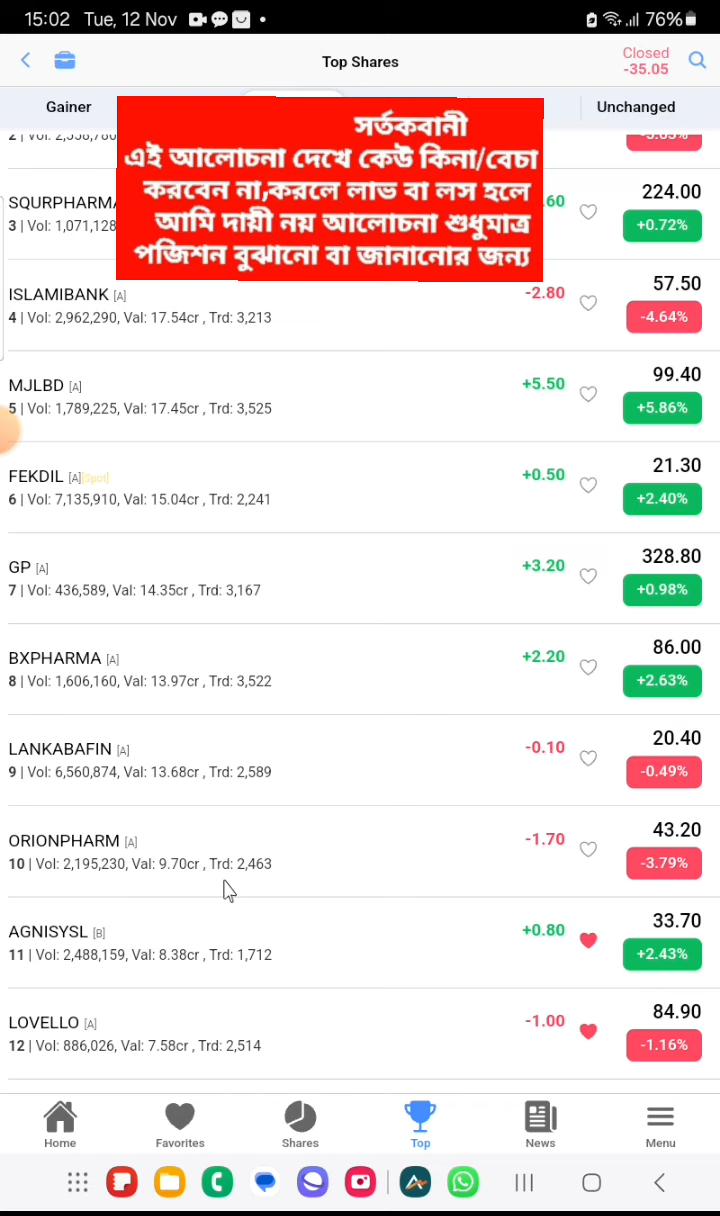 15:02 Tue, 12 Nov
76%
Top Shares
Closed
-35.05
Gainer
Unchanged
সর্তকবানী
এই আলোচনা দেখে কেউ কিনা/বেচা
করবেন না,করলে লাভ বা লস হলে
আমি দায়ী নয় আলোচনা শুধুমাত্র
পজিশন বুঝানো বা জানানোর জন্য
SQURPHARMA
.60
224.00
3 | Vol: 1,071,128
+0.72%
ISLAMIBANK [A]
-2.80
57.50
4 | Vol: 2,962,290, Val: 17.54cr , Trd: 3,213
-4.64%
MJLBD [A]
+5.50
99.40
5 | Vol: 1,789,225, Val: 17.45cr , Trd: 3,525
+5.86%
FEKDIL [A][Spot]
+0.50
21.30
6 | Vol: 7,135,910, Val: 15.04cr , Trd: 2,241
+2.40%
GP [A]
+3.20
328.80
7 | Vol: 436,589, Val: 14.35cr , Trd: 3,167
+0.98%
BXPHARMA [A]
+2.20
86.00
8 | Vol: 1,606,160, Val: 13.97cr , Trd: 3,522
+2.63%
LANKABAFIN [A]
-0.10
20.40
9 | Vol: 6,560,874, Val: 13.68cr , Trd: 2,589
-0.49%
ORIONPHARM [A]
-1.70
43.20
10 | Vol: 2,195,230, Val: 9.70cr , Trd: 2,463
-3.79%
AGNISYSL [B]
+0.80
33.70
11 | Vol: 2,488,159, Val: 8.38cr , Trd: 1,712
+2.43%
LOVELLO [A]
-1.00
84.90
12 | Vol: 886,026, Val: 7.58cr , Trd: 2,514
-1.16%
Home
Favorites
Shares
Top
News
Menu